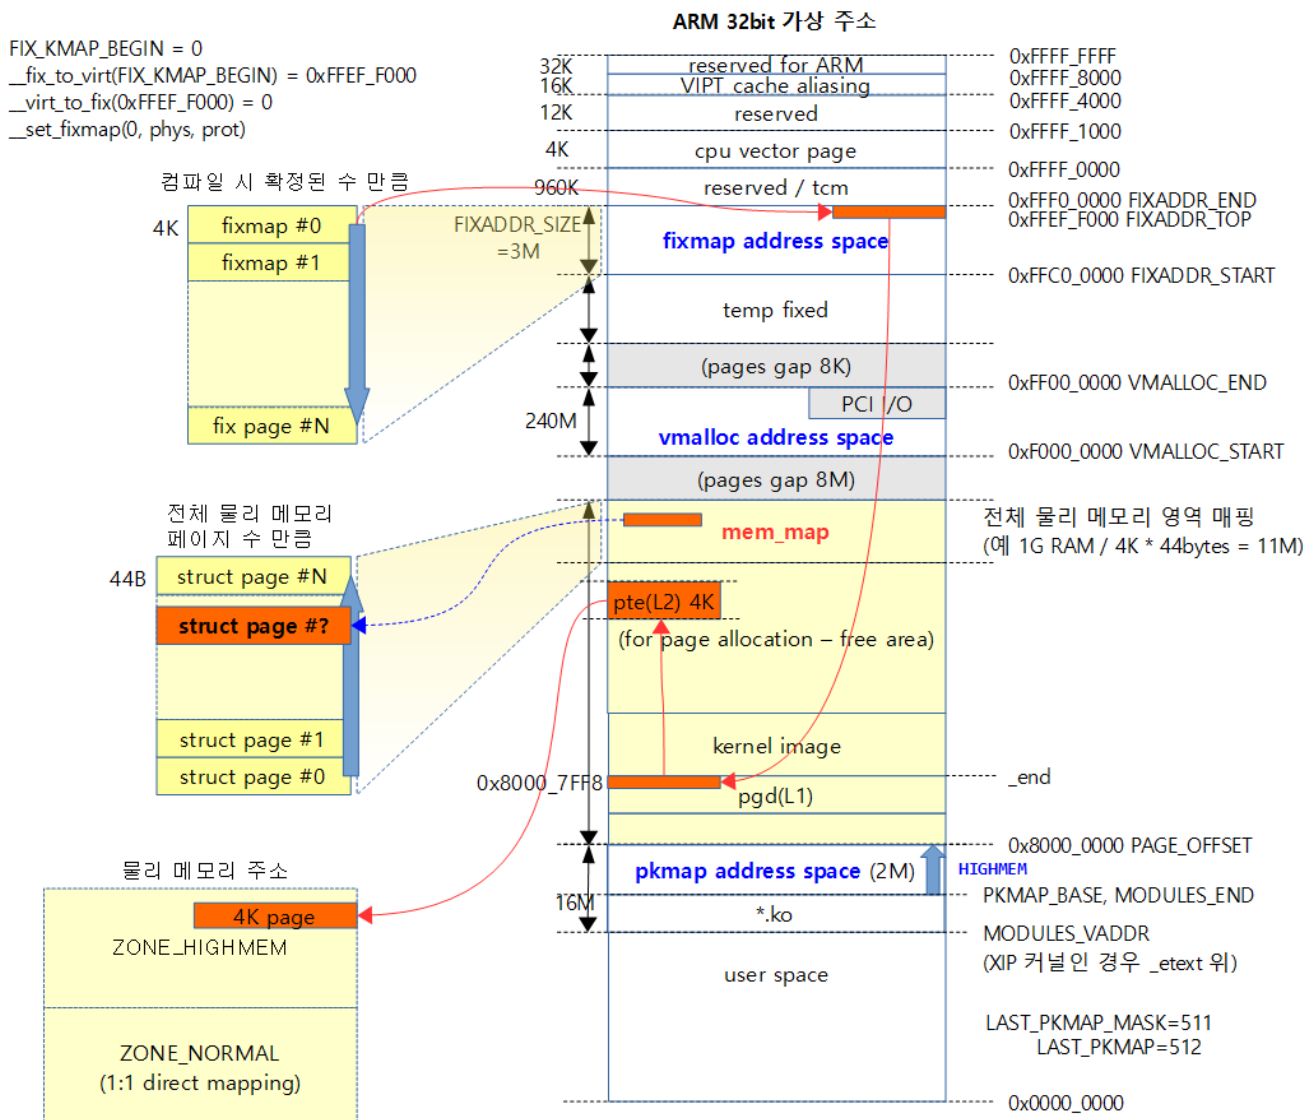 ARM 32bit 가상 주소
FIX_KMAP_BEGIN = 0
__fix_to_virt(FIX_KMAP_BEGIN) = 0xFFEF_F000
__virt_to_fix(0xFFEF_F000) = 0
__set_fixmap(0, phys, prot)
컴파일 시 확정된 수 만큼
4K
fixmap #0
fixmap #1
fix page #N
전체 물리 메모리
페이지 수 만큼
44B
struct page #N
struct page #?
struct page #1
struct page #0
물리 메모리 주소
4K page
ZONE_HIGHMEM
ZONE_NORMAL
(1:1 direct mapping)
32K
16K
12K
4K
960K
FIXADDR_SIZE
=3M
240M
0x8000_7FF8
16M
reserved for ARM
VIPT cache aliasing
reserved
cpu vector page
reserved / tcm
fixmap address space
temp fixed
(pages gap 8K)
PCI I/O
vmalloc address space
(pages gap 8M)
mem_map
pte(L2) 4K
(for page allocation – free area)
kernel image
pgd(L1)
pkmap address space (2M)
*.ko
user space
0xFFFF_FFFF
0xFFFF_8000
0xFFFF_4000
0xFFFF_1000
0xFFFF_0000
0xFFF0_0000 FIXADDR_END
0xFFEF_F000 FIXADDR_TOP
0xFFC0_0000 FIXADDR_START
0xFF00_0000 VMALLOC_END
0xF000_0000 VMALLOC_START
전체 물리 메모리 영역 매핑
(예 1G RAM / 4K * 44bytes = 11M)
_end
0x8000_0000 PAGE_OFFSET
HIGHMEM
PKMAP_BASE, MODULES_END
MODULES_VADDR
(XIP 커널인 경우 _etext 위)
LAST_PKMAP_MASK=511
LAST_PKMAP=512
0x0000_0000